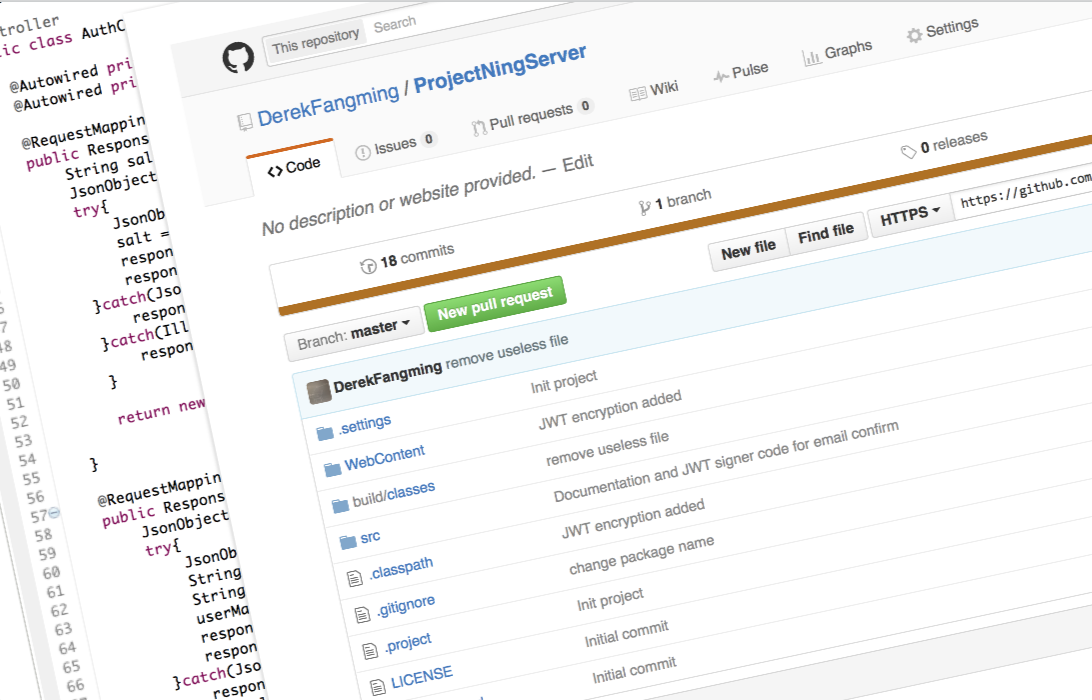 troller
lic class AuthC
@Autowired pri
@Autowired pri
@RequestMappin
public Respons
String sal
JsonObject
try{
JsonOb
salt =
respon
respon
}catch(Jso
respon
}catch(Ill
respon
}
return new
}
@RequestMappin
public Respons
JsonObject
try{
JsonOb
String
String
userMa
respon
respon
}catch(Jso
respon
48
49
50
51
52
53
54
55
56
57
58
59
60
61
62
63
64
65
66
This repository Search
DerekFangming / ProjectNingServer
Code Issues 0 Pull requests 0 Wiki Pulse Graphs Settings
No description or website provided. — Edit
18 commits 1 branch 0 releases
Branch: master New pull request New file Find file HTTPS https://github.com
DerekFangming remove useless file
.settings Init project
WebContent JWT encryption added
build/classes remove useless file
src Documentation and JWT signer code for email confirm
.classpath JWT encryption added
.gitignore change package name
.project Init project
LICENSE Initial commit
Initial commit